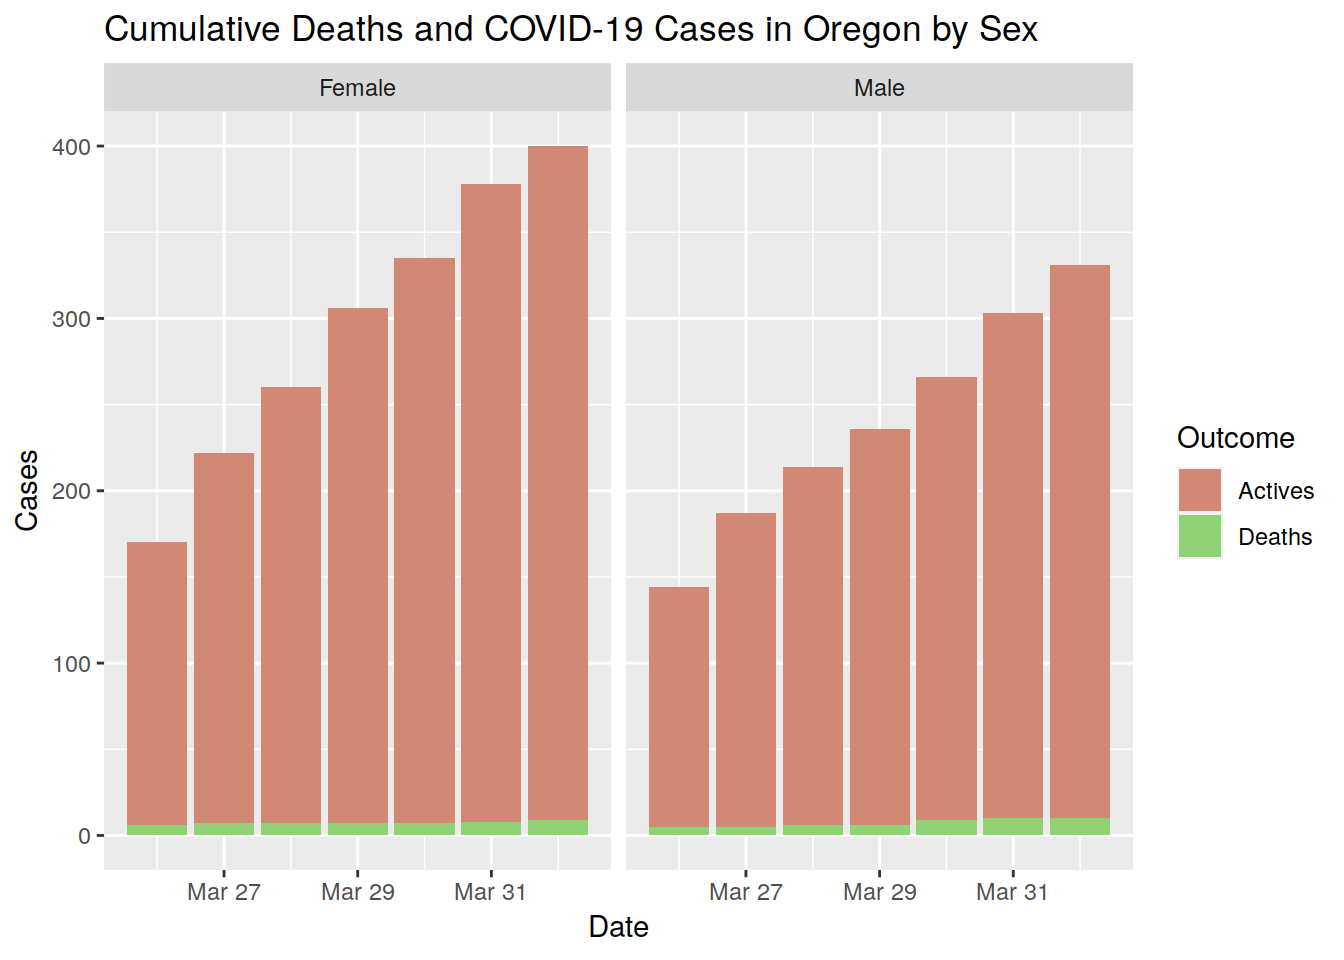 Cumulative Deaths and COVID-19 Cases in Oregon by Sex
Female
Male
Cases
400
300
200
100
0
Mar 27
Mar 29
Mar 31
Mar 27
Mar 29
Mar 31
Date
Outcome
Actives
Deaths